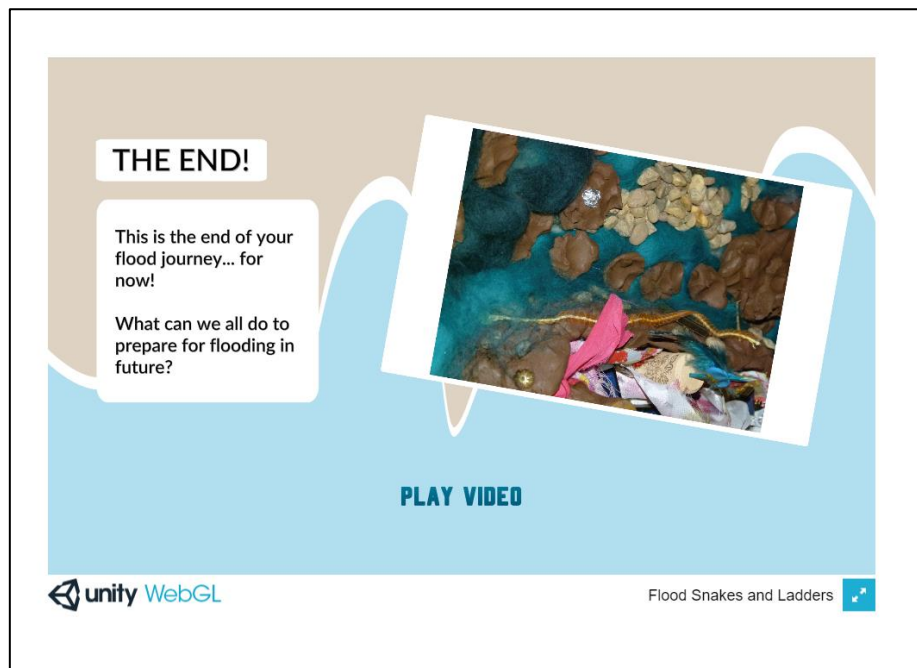 THE END!
This is the end of your
flood journey... for
now!
What can we all do to
prepare for flooding in
future?
PLAY VIDEO
unity WebGL
Flood Snakes and Ladders